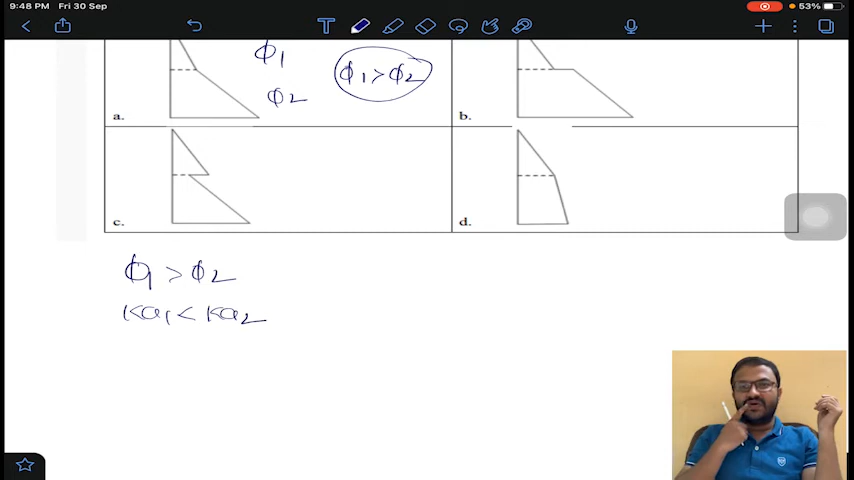 9:48 PM Fri 30 Sep
53%
T
ϕ1
ϕ1>ϕ2
ϕ2
a.
b.
c.
d.
ϕ1 > ϕ2
Ka1 < Ka2